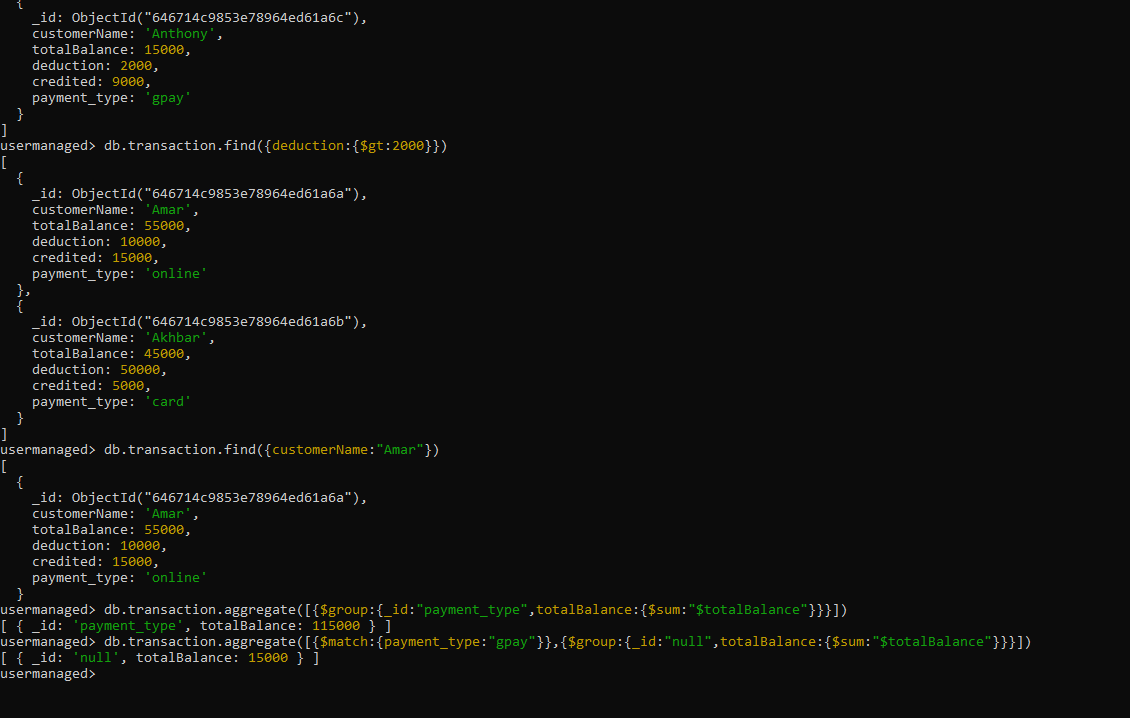 {
_id: ObjectId("646714c9853e78964ed61a6c"),
customerName: 'Anthony',
totalBalance: 15000,
deduction: 2000,
credited: 9000,
payment_type: 'gpay'
}
]
usermanaged> db.transaction.find({deduction:{$gt:2000}})
[
{
_id: ObjectId("646714c9853e78964ed61a6a"),
customerName: 'Amar',
totalBalance: 55000,
deduction: 10000,
credited: 15000,
payment_type: 'online'
},
{
_id: ObjectId("646714c9853e78964ed61a6b"),
customerName: 'Akhbar',
totalBalance: 45000,
deduction: 50000,
credited: 5000,
payment_type: 'card'
}
]
usermanaged> db.transaction.find({customerName:"Amar"})
[
{
_id: ObjectId("646714c9853e78964ed61a6a"),
customerName: 'Amar',
totalBalance: 55000,
deduction: 10000,
credited: 15000,
payment_type: 'online'
}
usermanaged> db.transaction.aggregate([{$group:{_id:"payment_type",totalBalance:{$sum:"$totalBalance"}}}])
[ { _id: 'payment_type', totalBalance: 115000 } ]
usermanaged> db.transaction.aggregate([{$match:{payment_type:"gpay"}},{$group:{_id:"null",totalBalance:{$sum:"$totalBalance"}}}])
[ { _id: 'null', totalBalance: 15000 } ]
usermanaged>